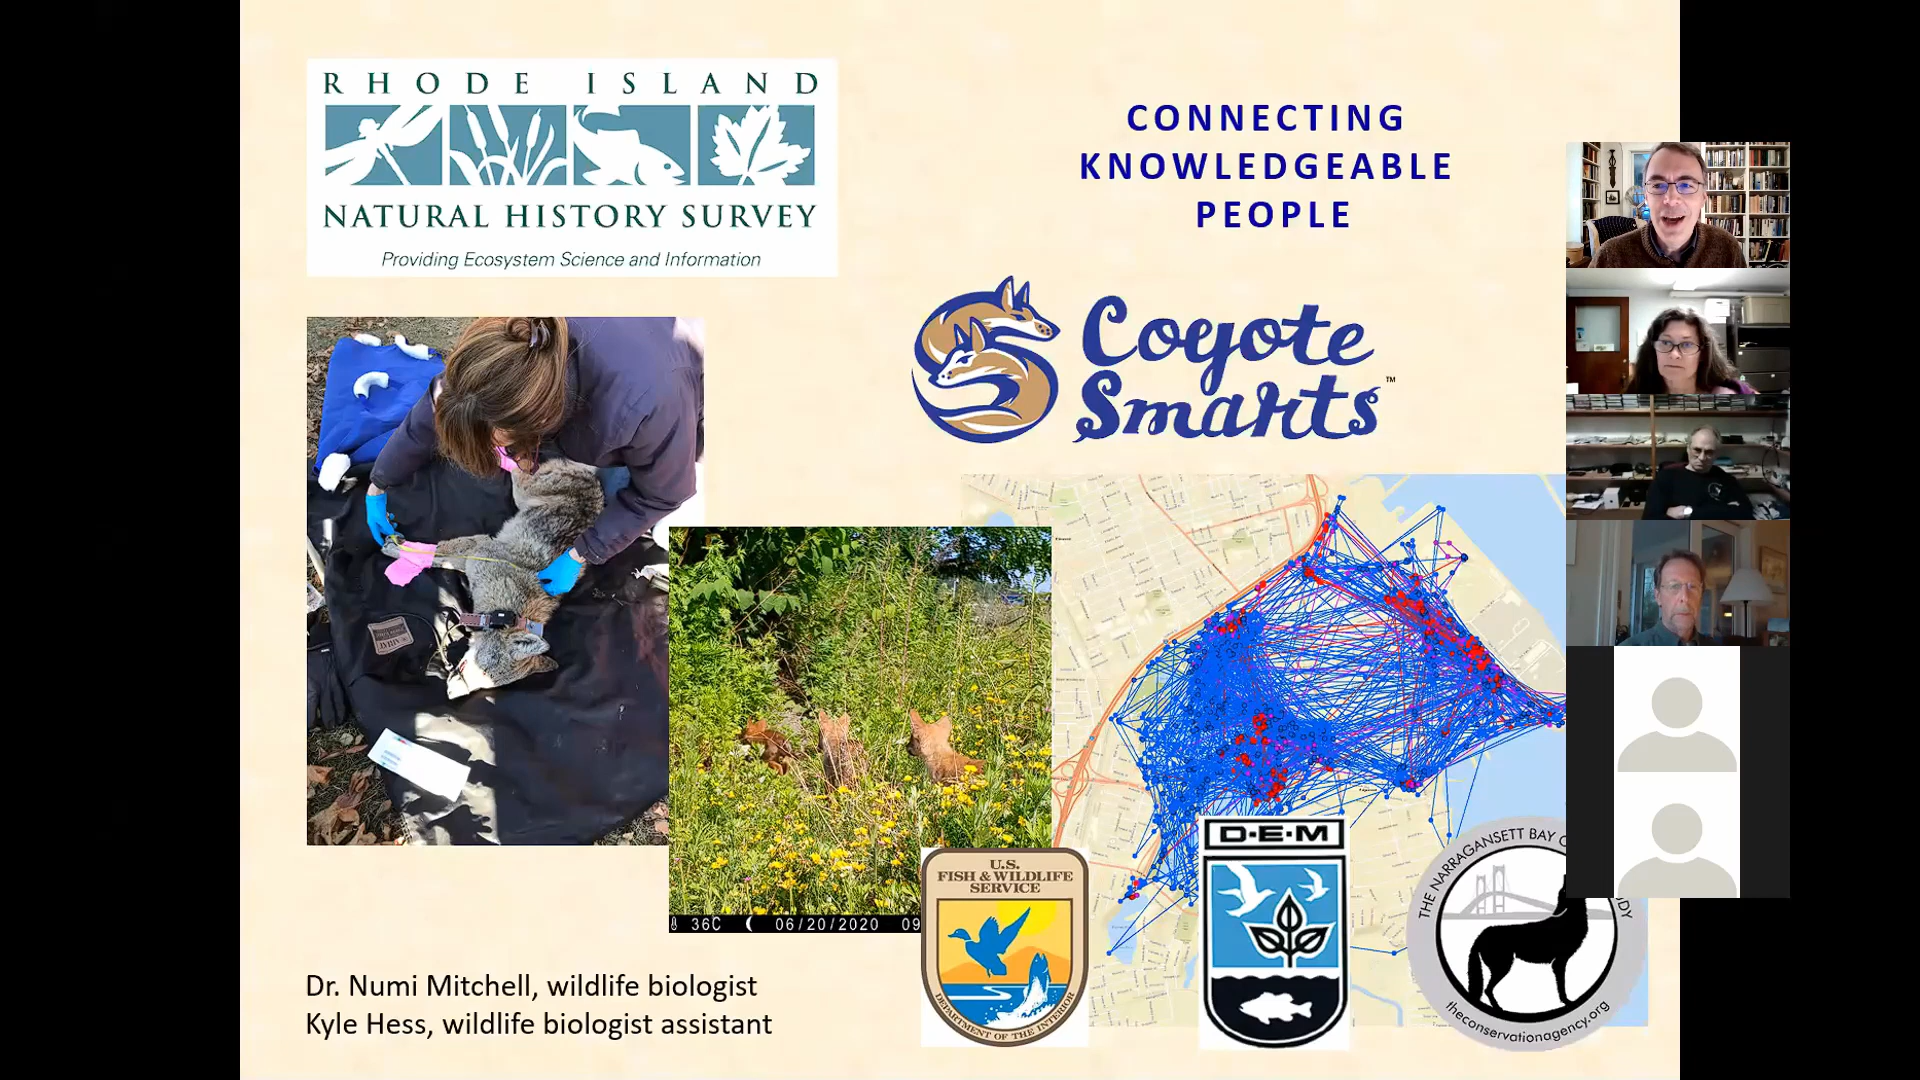 RHODE ISLAND
NATURAL HISTORY SURVEY
Providing Ecosystem Science and Information
CONNECTING
KNOWLEDGEABLE
PEOPLE
Coyote
Smarts™
36C 06/20/2020 09
U.S.
FISH & WILDLIFE
SERVICE
DEPARTMENT OF THE INTERIOR
D·E·M
THE NARRAGANSETT BAY
theconservationagency.org
Dr. Numi Mitchell, wildlife biologist
Kyle Hess, wildlife biologist assistant